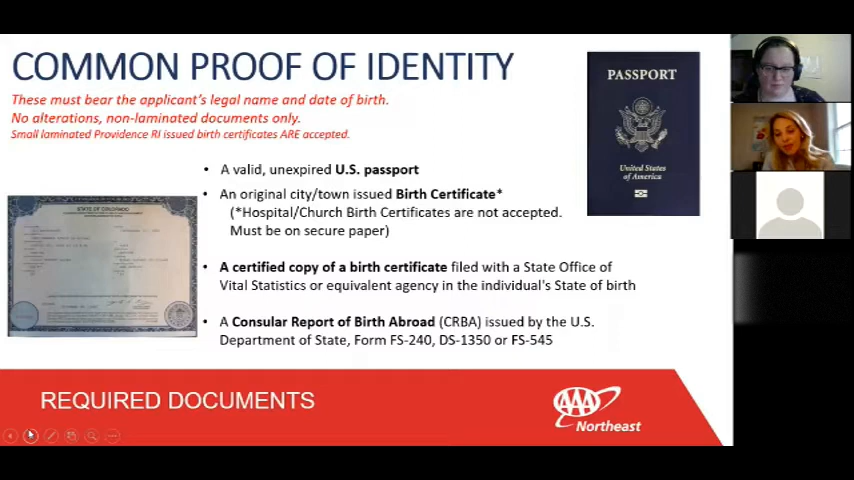 COMMON PROOF OF IDENTITY
These must bear the applicant's legal name and date of birth.
No alterations, non-laminated documents only.
Small laminated Providence RI issued birth certificates ARE accepted.
• A valid, unexpired U.S. passport
• An original city/town issued Birth Certificate*
(*Hospital/Church Birth Certificates are not accepted.
Must be on secure paper)
• A certified copy of a birth certificate filed with a State Office of
Vital Statistics or equivalent agency in the individual's State of birth
• A Consular Report of Birth Abroad (CRBA) issued by the U.S.
Department of State, Form FS-240, DS-1350 or FS-545
PASSPORT
United States
of America
STATE OF COLORADO
REQUIRED DOCUMENTS
AAA
Northeast